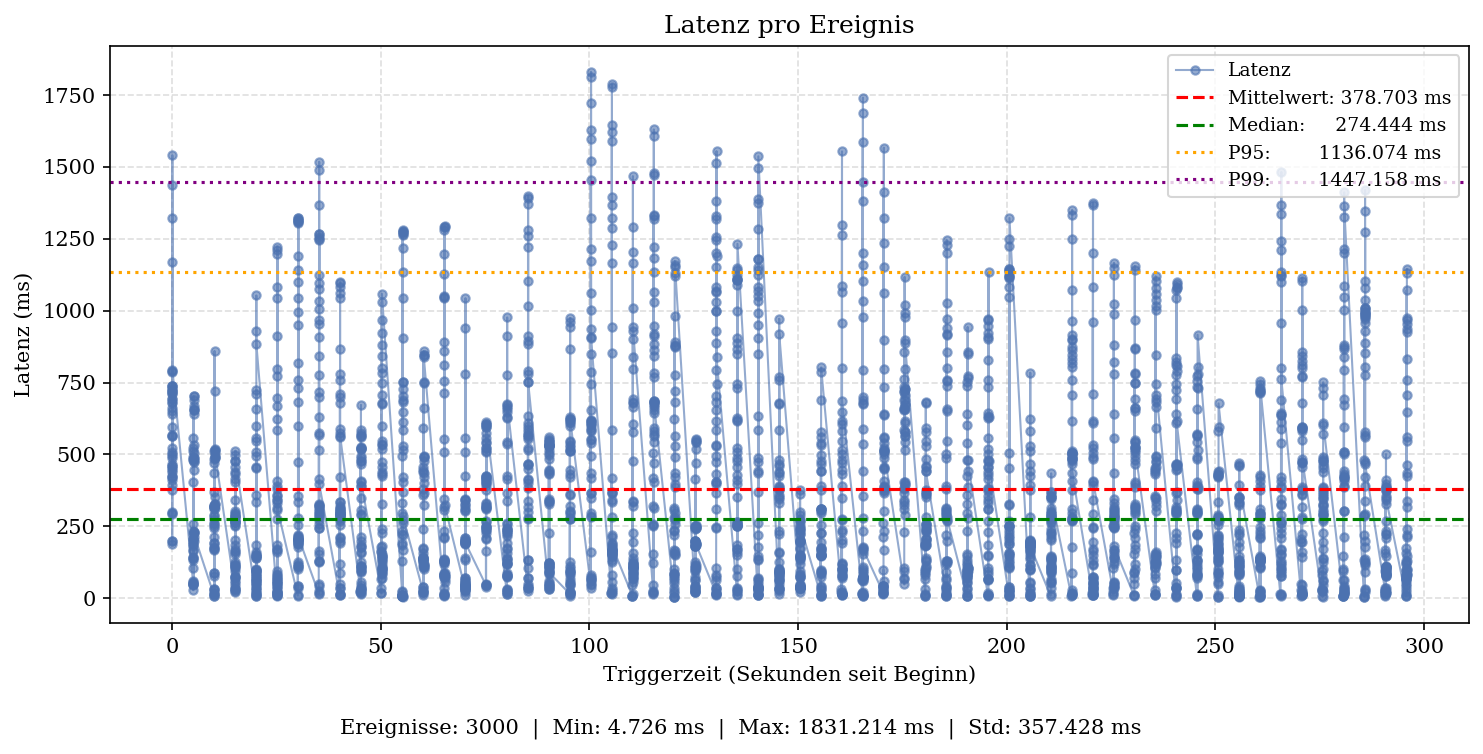 Latenz pro Ereignis
Latenz (ms)
1750
1500
1250
1000
750
500
250
0
Latenz
Mittelwert: 378.703 ms
Median: 274.444 ms
P95: 1136.074 ms
P99: 1447.158 ms
0 50 100 150 200 250 300
Triggerzeit (Sekunden seit Beginn)
Ereignisse: 3000 | Min: 4.726 ms | Max: 1831.214 ms | Std: 357.428 ms